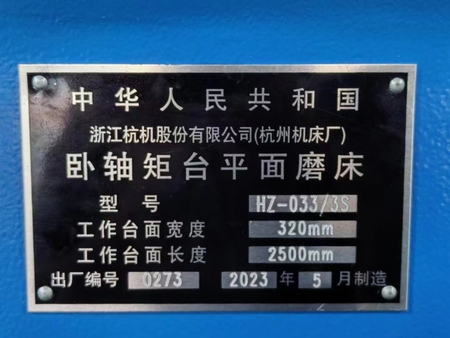 中华人民共和国
浙江杭机股份有限公司(杭州机床厂)
卧轴矩台平面磨床
型 号 HZ-033/3S
工作台面宽度 320mm
工作台面长度 2500mm
出厂编号 0273 2023 年 5 月制造